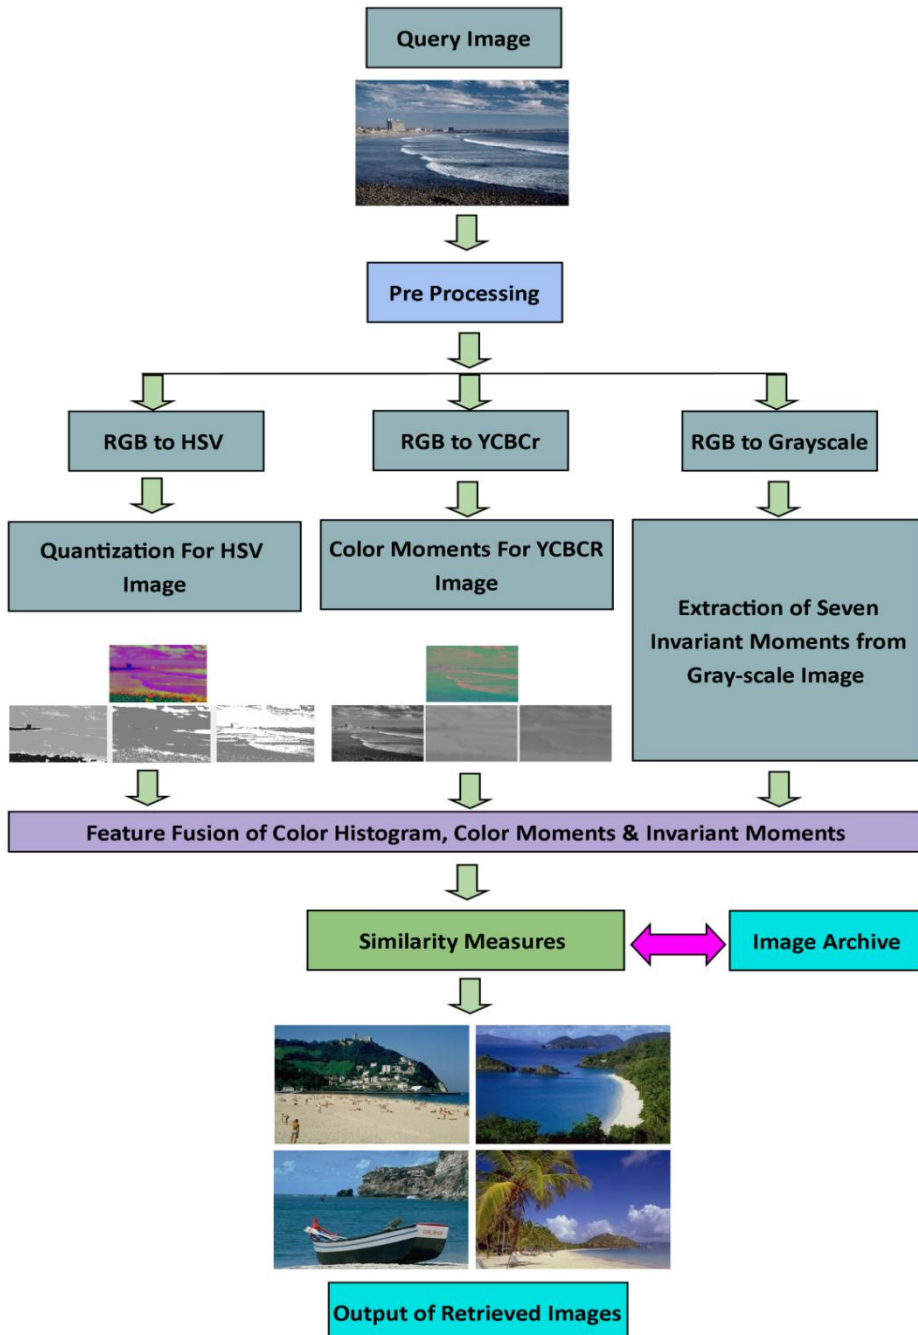 Query Image
Pre Processing
RGB to HSV
RGB to YCBCr
RGB to Grayscale
Quantization For HSV
Image
Color Moments For YCBCR
Image
Extraction of Seven
Invariant Moments from
Gray-scale Image
Feature Fusion of Color Histogram, Color Moments & Invariant Moments
Similarity Measures
Image Archive
Output of Retrieved Images